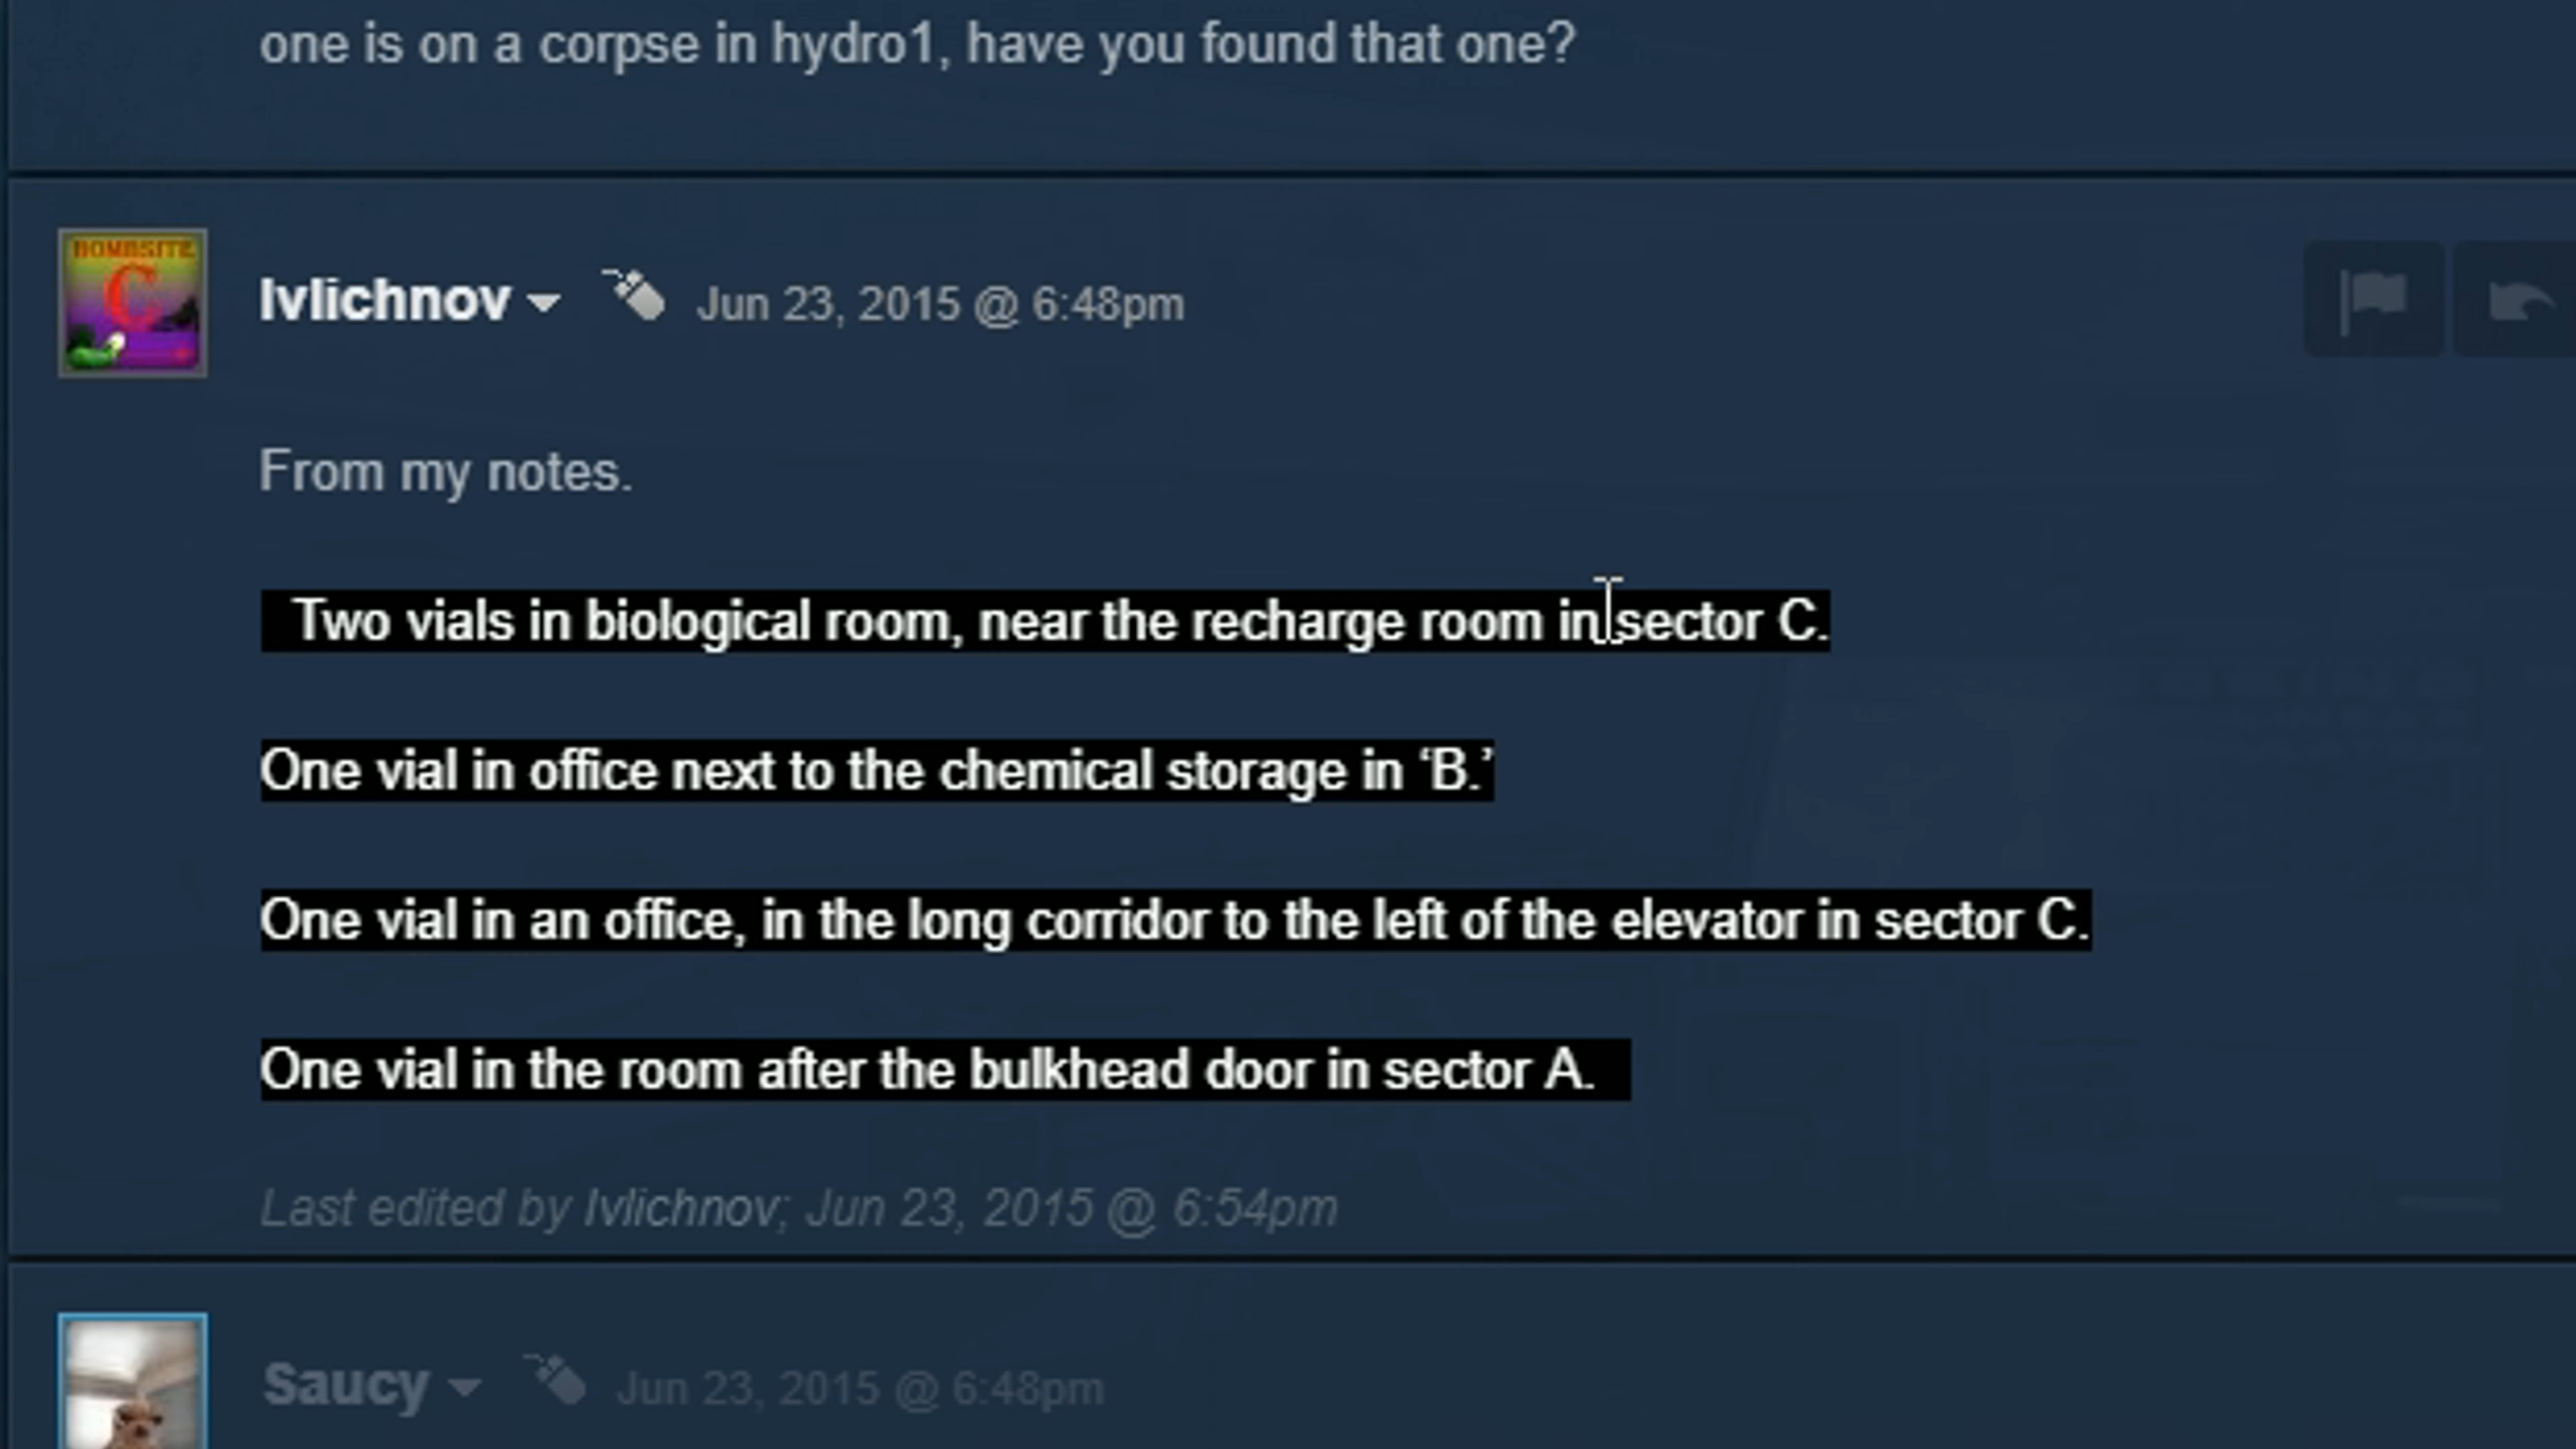 one is on a corpse in hydro1, have you found that one?
BOMBSITE
C
Ivlichnov
Jun 23, 2015 @ 6:48pm
From my notes.
Two vials in biological room, near the recharge room in sector C.
One vial in office next to the chemical storage in ‘B.’
One vial in an office, in the long corridor to the left of the elevator in sector C.
One vial in the room after the bulkhead door in sector A.
Last edited by Ivlichnov; Jun 23, 2015 @ 6:54pm
Saucy
Jun 23, 2015 @ 6:48pm